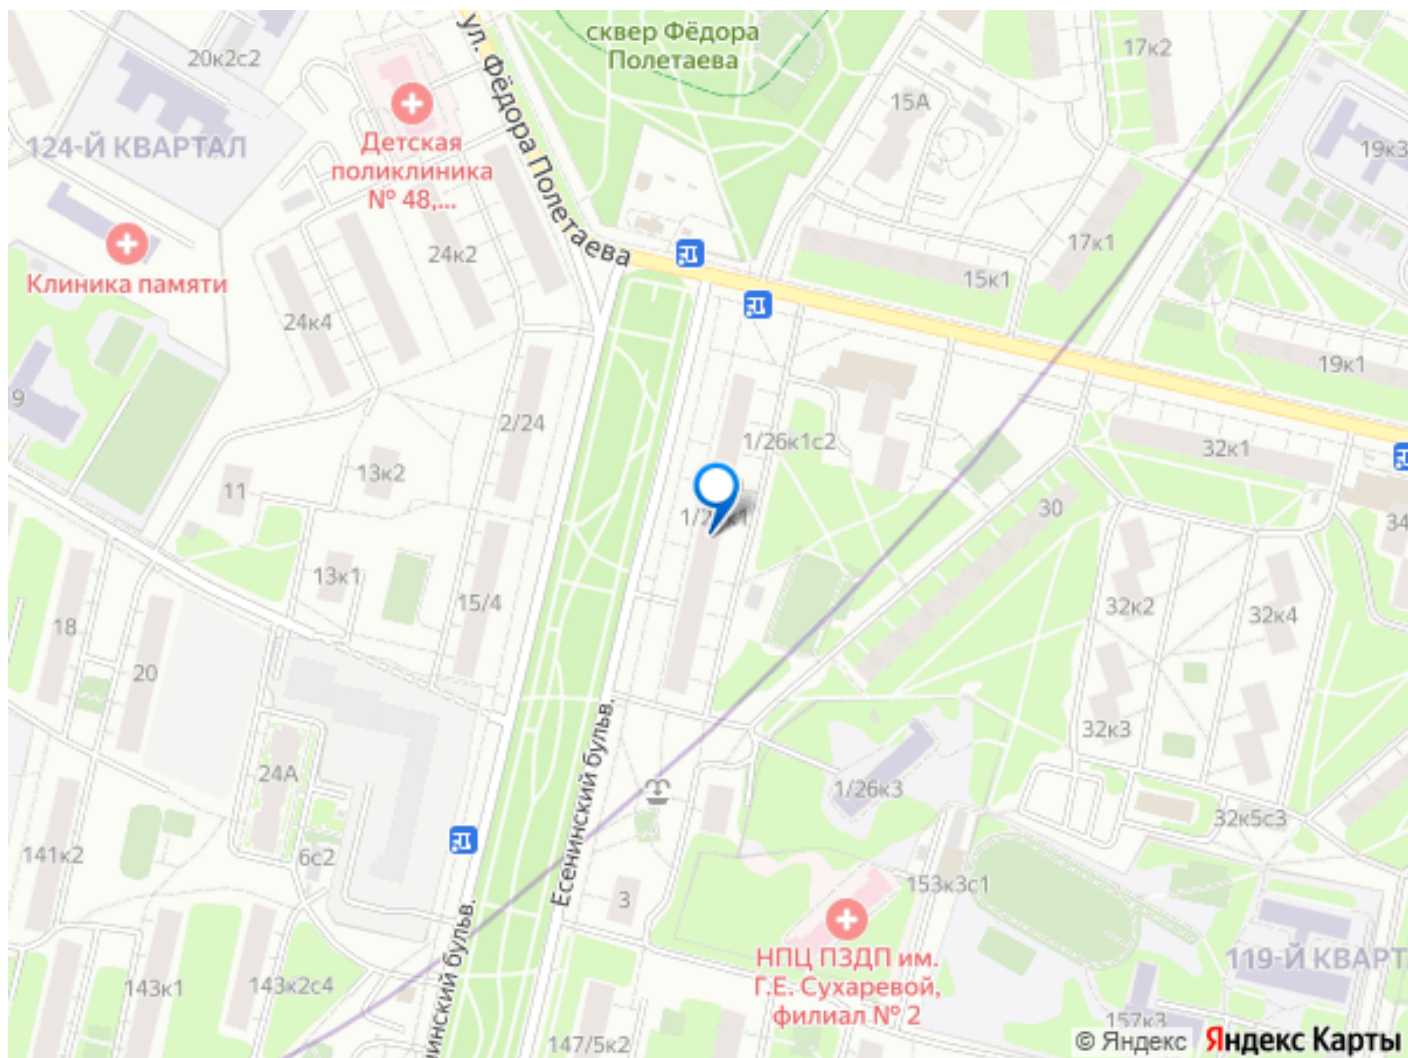 сквер Фёдора
Полетаева
17к2
20к2с2
ул. Фёдора Полетаева
15А
124-Й КВАРТАЛ
Детская
поликлиника
№ 48,...
19к3
24к2
17к1
Клиника памяти
15к1
24к4
19к1
9
2/24
1/26к1с2
32к1
13к2
11
30
34
13к1
15/4
32к2
32к4
18
20
32к3
Есенинский бульв.
24А
1/26к3
32к5с3
141к2
6с2
153к3с1
3
НПЦ ПЗДП им.
Г.Е. Сухаревой,
филиал № 2
119-Й КВАРТ
143к1
143к2с4
инский бульв.
157к3
147/5к2
© Яндекс Яндекс Карты